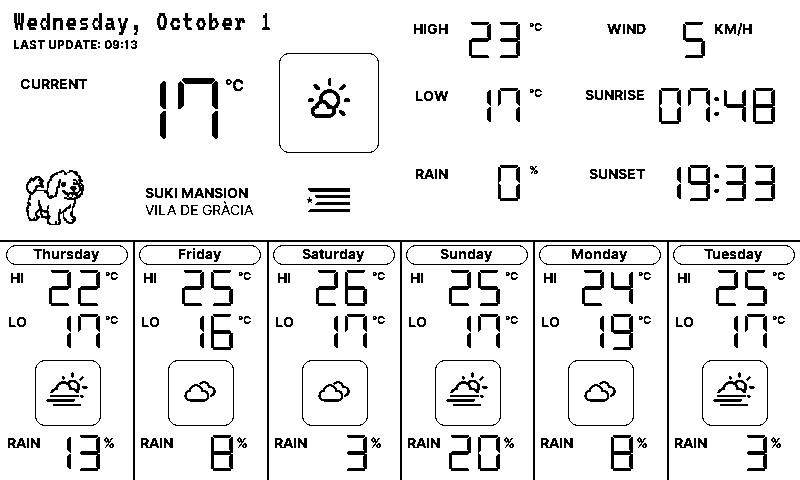 Wednesday, October 1
LAST UPDATE: 09:13
CURRENT 17 °C
SUKI MANSION
VILA DE GRÀCIA
HIGH 23 °C
LOW 17 °C
RAIN 0 %
WIND 5 KM/H
SUNRISE 07:48
SUNSET 19:33
Thursday
HI 22 °C
LO 17 °C
RAIN 13 %
Friday
HI 25 °C
LO 16 °C
RAIN 8 %
Saturday
HI 26 °C
LO 17 °C
RAIN 3 %
Sunday
HI 25 °C
LO 17 °C
RAIN 20 %
Monday
HI 24 °C
LO 19 °C
RAIN 8 %
Tuesday
HI 25 °C
LO 17 °C
RAIN 3 %